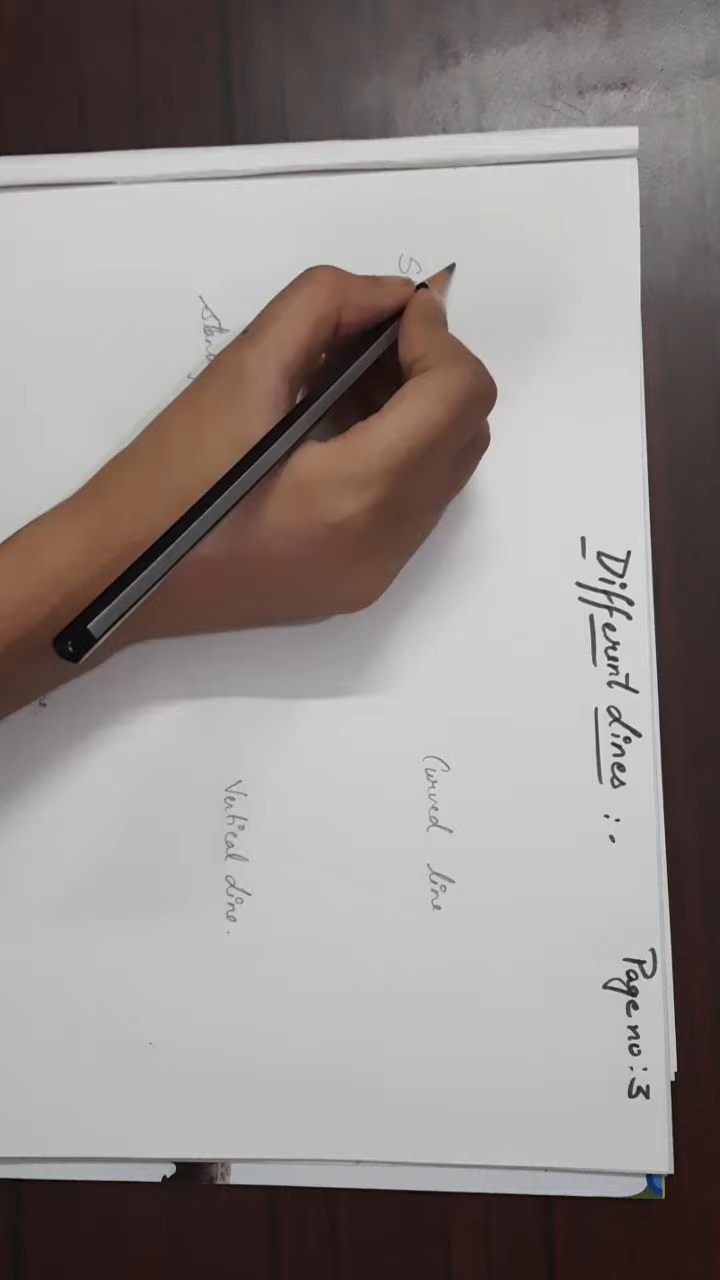 Different Lines :-
Page no : 3
S
Curved line
Vertical Line.